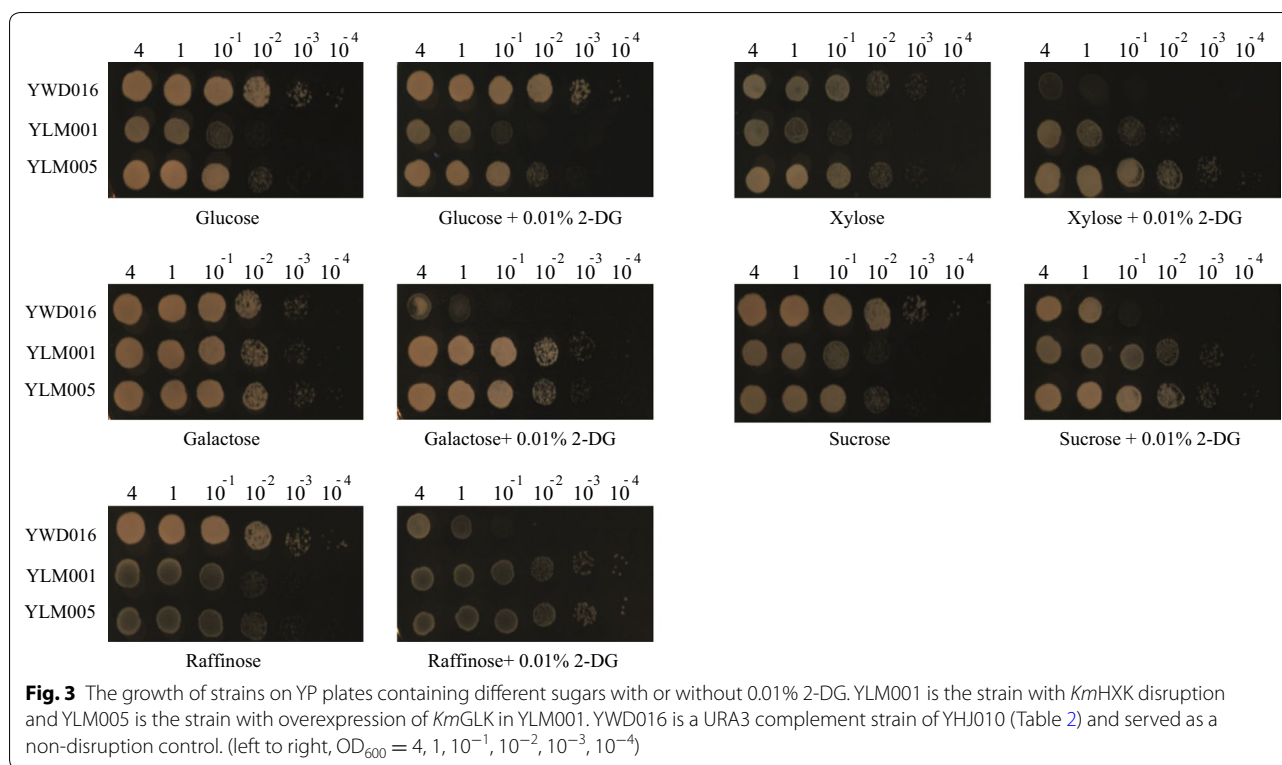 4 1 10-1 10-2 10-3 10-4 4 1 10-1 10-2 10-3 10-4 4 1 10-1 10-2 10-3 10-4 4 1 10-1 10-2 10-3 10-4
YWD016
YLM001
YLM005
Glucose Glucose + 0.01% 2-DG Xylose Xylose + 0.01% 2-DG
4 1 10-1 10-2 10-3 10-4 4 1 10-1 10-2 10-3 10-4 4 1 10-1 10-2 10-3 10-4 4 1 10-1 10-2 10-3 10-4
YWD016
YLM001
YLM005
Galactose Galactose+ 0.01% 2-DG Sucrose Sucrose + 0.01% 2-DG
4 1 10-1 10-2 10-3 10-4 4 1 10-1 10-2 10-3 10-4
YWD016
YLM001
YLM005
Raffinose Raffinose+ 0.01% 2-DG
Fig. 3 The growth of strains on YP plates containing different sugars with or without 0.01% 2-DG. YLM001 is the strain with KmHXK disruption
and YLM005 is the strain with overexpression of KmGLK in YLM001. YWD016 is a URA3 complement strain of YHJ010 (Table 2) and served as a
non-disruption control. (left to right, OD600 = 4, 1, 10−1, 10−2, 10−3, 10−4)